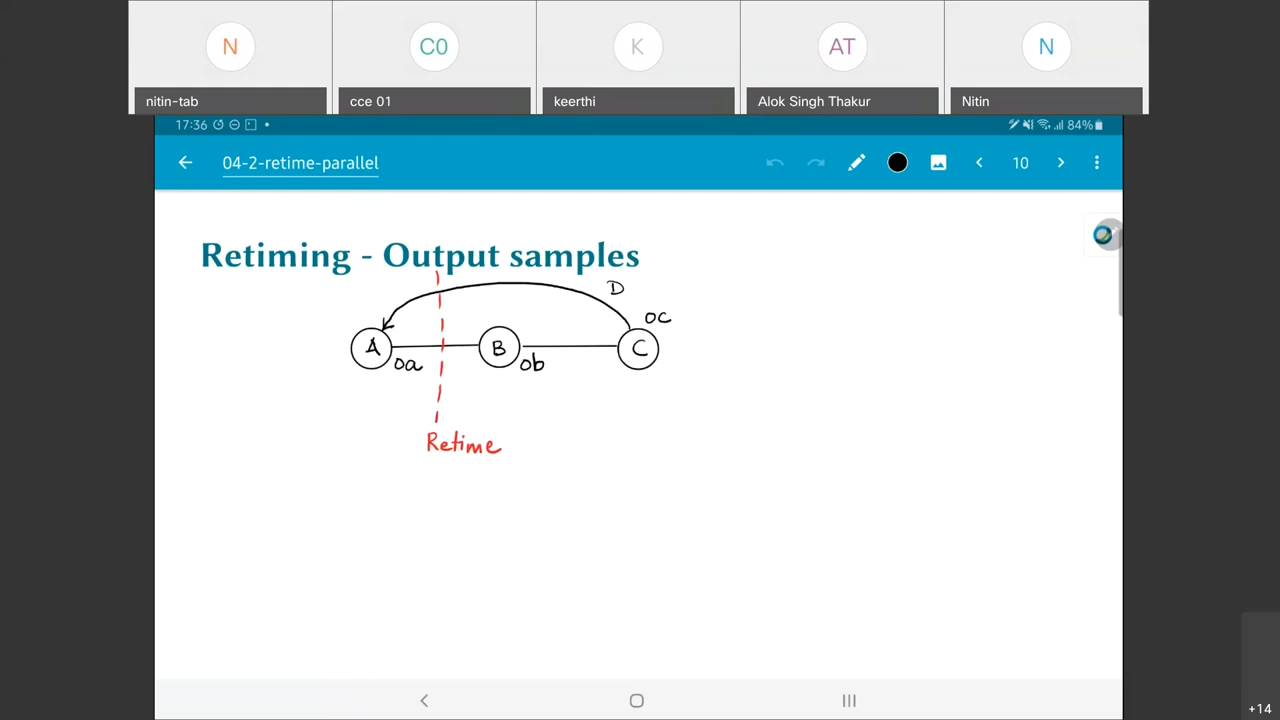 N
C0
K
AT
N
nitin-tab
cce 01
keerthi
Alok Singh Thakur
Nitin
17:36
84%
04-2-retime-parallel
10
Retiming - Output samples
D
oc
A
B
C
oa
ob
Retime
+14